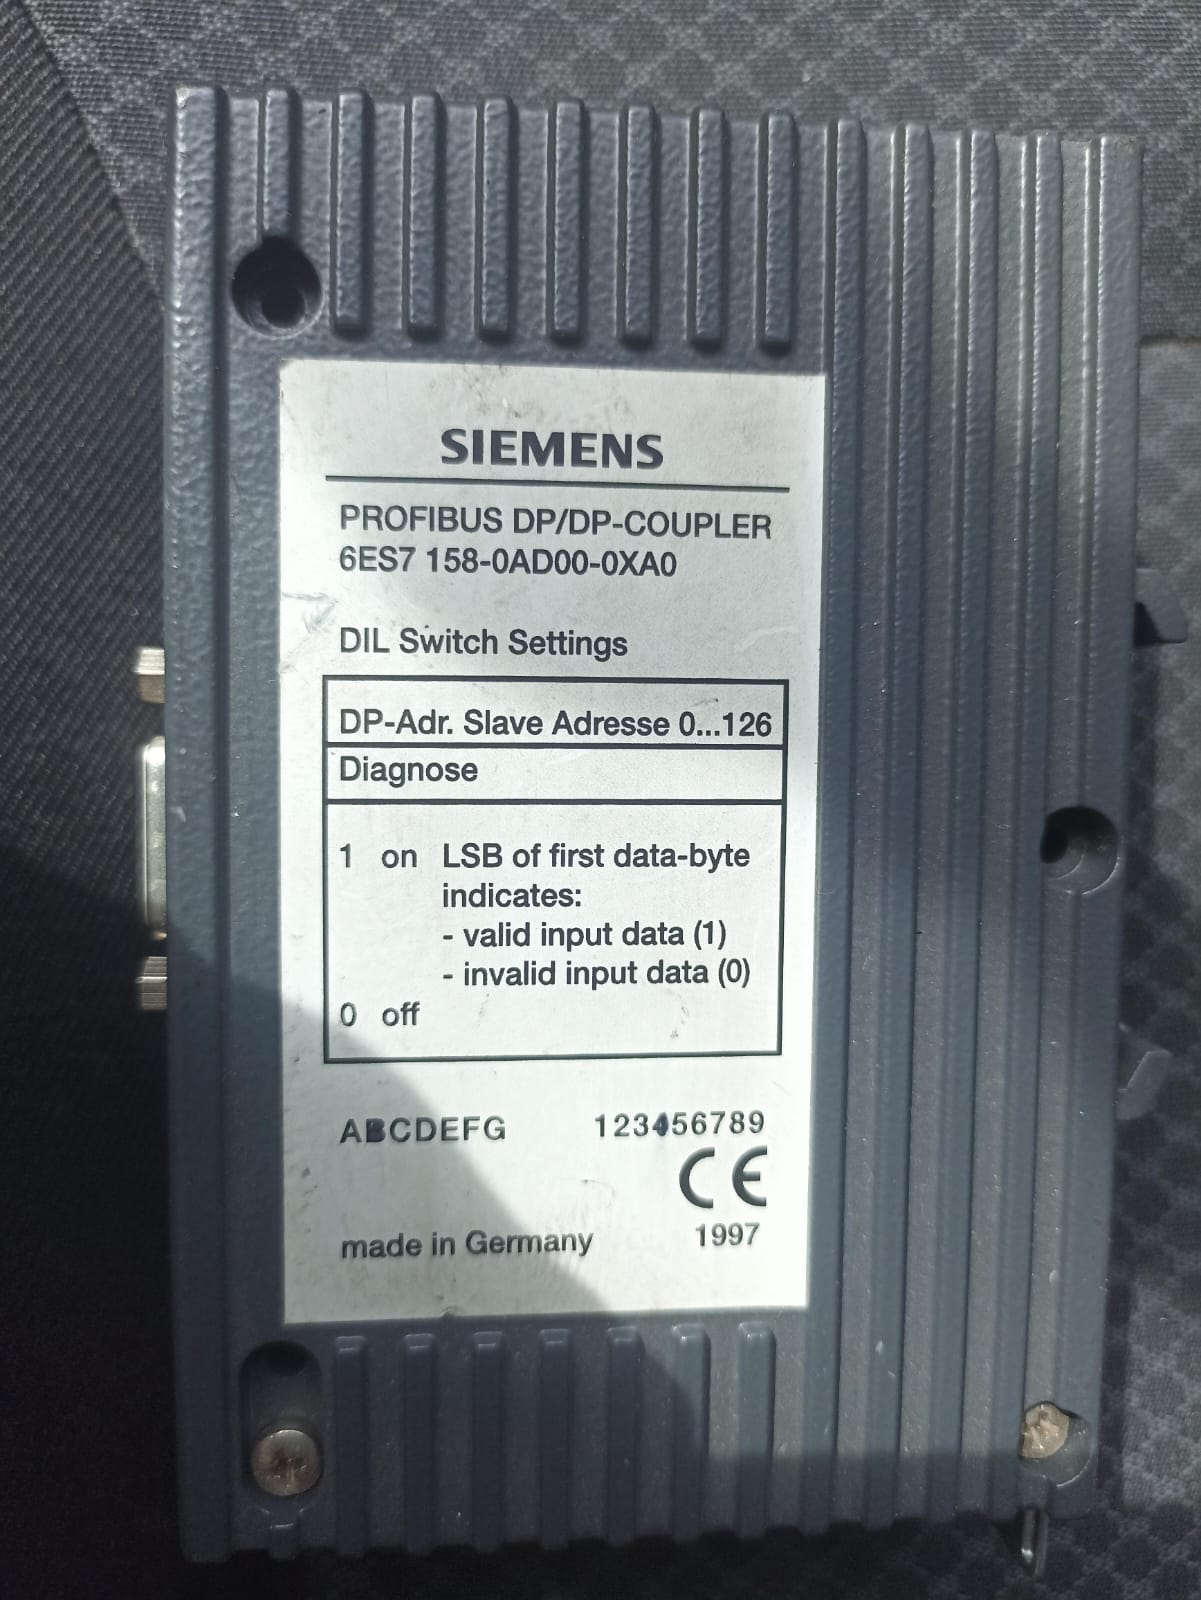 SIEMENS
PROFIBUS DP/DP-COUPLER
6ES7 158-0AD00-0XA0
DIL Switch Settings
DP-Adr. Slave Adresse 0...126
Diagnose
1 on LSB of first data-byte
indicates:
- valid input data (1)
- invalid input data (0)
0 off
ABCDEFG 123456789
CE
made in Germany 1997